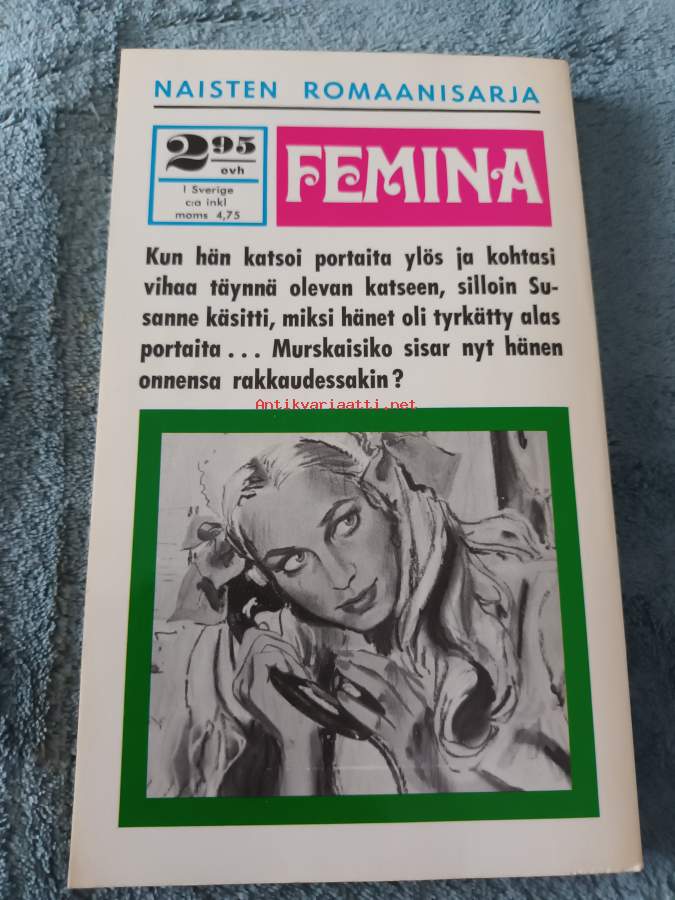 NAISTEN ROMAANISARJA
2 95
ovh
I Sverige
c:a inkl
moms 4,75
FEMINA
Kun hän katsoi portaita ylös ja kohtasi
vihaa täynnä olevan katseen, silloin Su-
sanne käsitti, miksi hänet oli tyrkätty alas
portaita... Murskaisiko sisar nyt hänen
onnensa rakkaudessakin?
Antikvariaatti.net